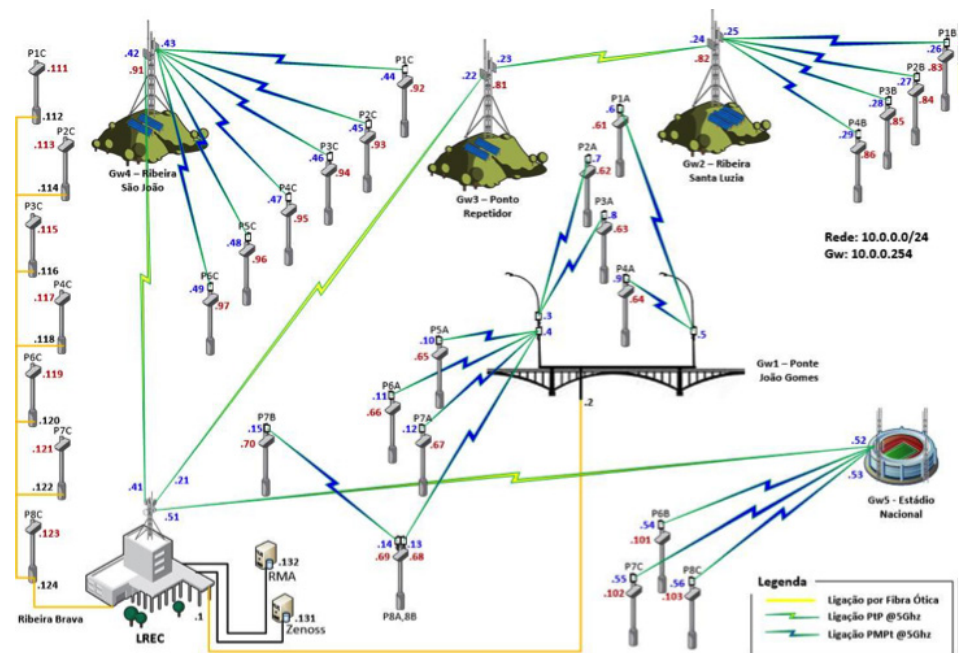 P1C
.111
.112
P2C
.113
.114
P3C
.115
.116
P4C
.117
.118
P6C
.119
.120
P7C
.121
.122
P8C
.123
.124
Ribeira Brava
.42
.43
.91
Gw4 – Ribeira
São João
P1C
.44
.92
P2C
.45
.93
P3C
.46
.94
P4C
.47
.95
P5C
.48
.96
P6C
.49
.97
.22
.23
.81
Gw3 – Ponto
Repetidor
.24
.25
.82
Gw2 – Ribeira
Santa Luzia
P1B
.26
.83
P2B
.27
.84
P3B
.28
.85
P4B
.29
.86
Rede: 10.0.0.0/24
Gw: 10.0.0.254
P1A
.6
.61
P2A
.7
.62
P3A
.8
.63
P4A
.9
.64
.3
.4
.5
Gw1 – Ponte
João Gomes
.2
P5A
.10
.65
P6A
.11
.66
P7A
.12
.67
P7B
.15
.70
.14
.13
.69
.68
P8A,8B
.41
.21
.51
.1
LREC
.132
RMA
.131
Zenoss
.52
.53
Gw5 - Estádio
Nacional
P6B
.54
.101
P7C
.55
.102
P8C
.56
.103
Legenda
Ligação por Fibra Ótica
Ligação PtP @5Ghz
Ligação PMPt @5Ghz